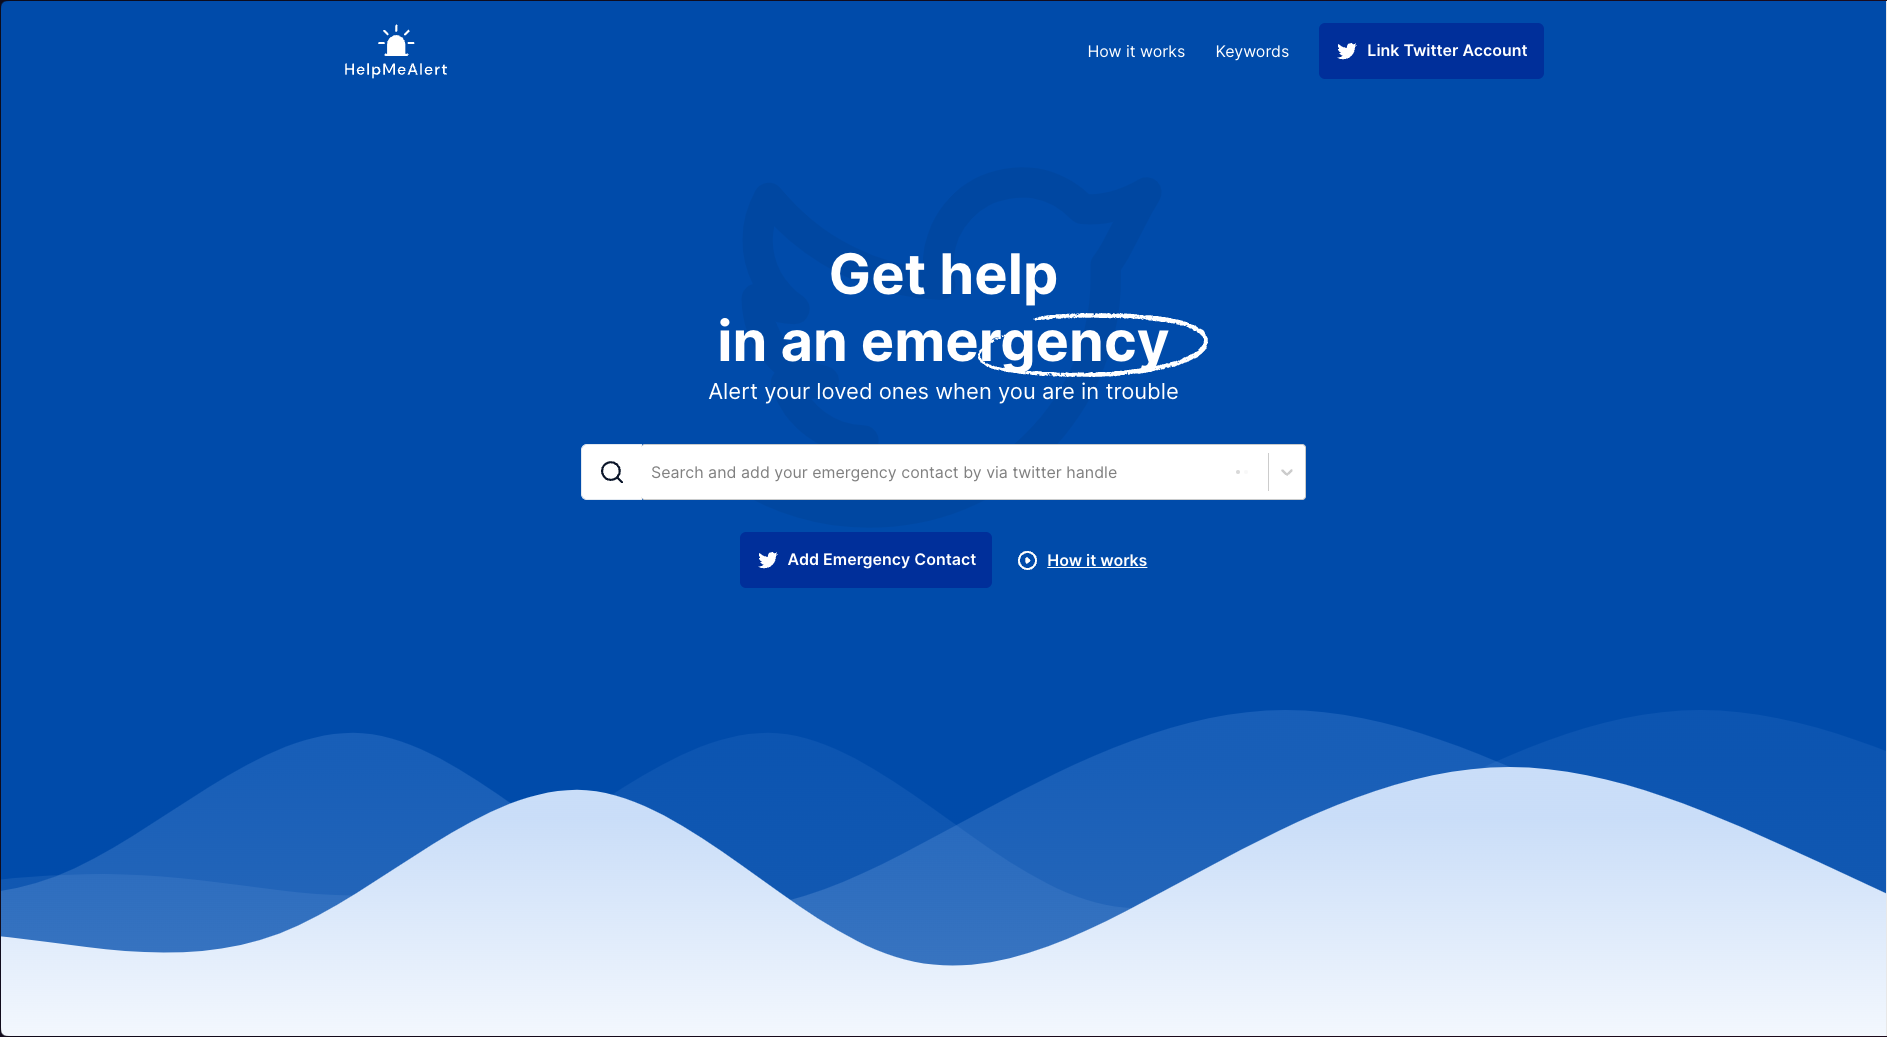 HelpMeAlert
How it works
Keywords
Link Twitter Account
Get help
in an emergency
Alert your loved ones when you are in trouble
Search and add your emergency contact by via twitter handle
Add Emergency Contact
How it works